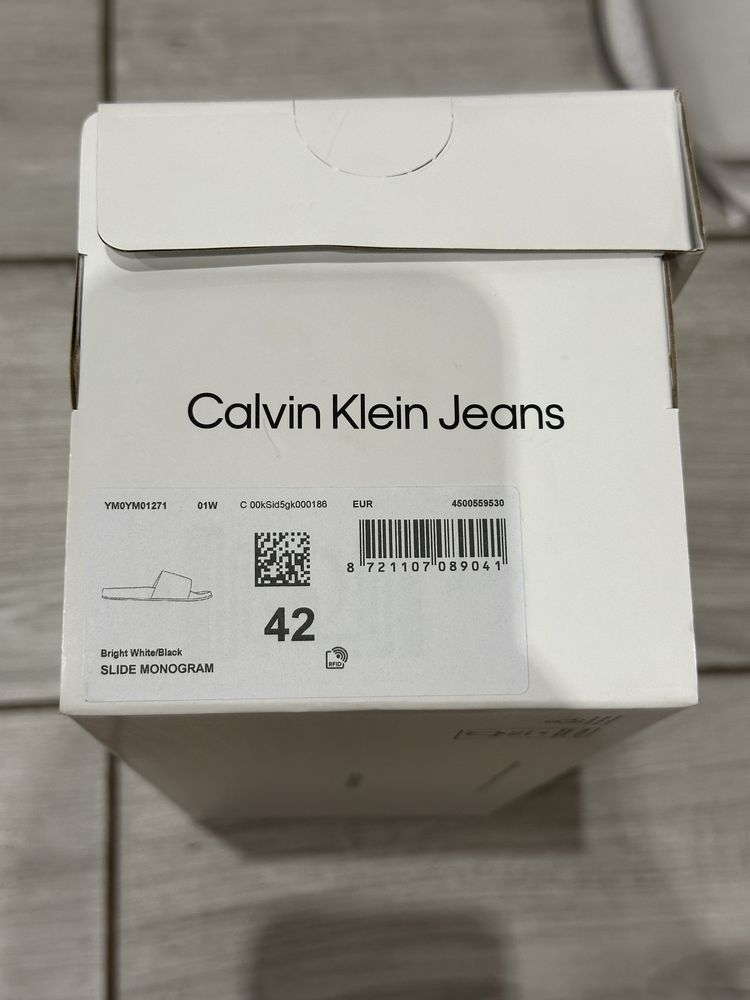 Calvin Klein Jeans
YM0YM01271 01W C 00kSid5gk000186 EUR 4500559530
8 721107 089041
42
Bright White/Black
SLIDE MONOGRAM
RFID